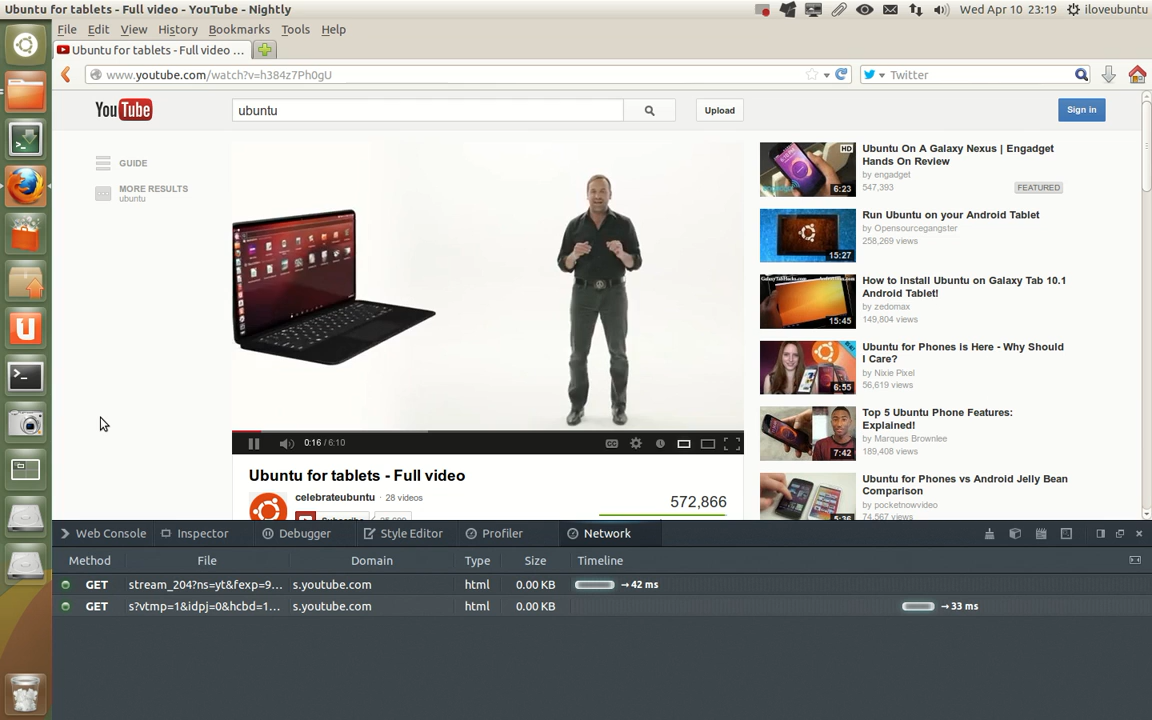 Ubuntu for tablets - Full video - YouTube - Nightly
Wed Apr 10 23:19 iloveubuntu
File Edit View History Bookmarks Tools Help
Ubuntu for tablets - Full video ...
www.youtube.com/watch?v=h384z7Ph0gU
Twitter
YouTube
ubuntu
Upload
Sign in
GUIDE
MORE RESULTS
ubuntu
Ubuntu On A Galaxy Nexus | Engadget
Hands On Review
by engadget
547,393
FEATURED
HD
6:23
Run Ubuntu on your Android Tablet
by Opensourcegangster
258,269 views
15:27
How to Install Ubuntu on Galaxy Tab 10.1
Android Tablet!
by zedomax
149,804 views
15:45
Ubuntu for Phones is Here - Why Should
I Care?
by Nixie Pixel
56,619 views
6:55
Top 5 Ubuntu Phone Features:
Explained!
by Marques Brownlee
189,408 views
7:42
Ubuntu for Phones vs Android Jelly Bean
Comparison
by pocketnowvideo
74,567 views
0:16 / 6:10
CC
Ubuntu for tablets - Full video
celebrateubuntu · 28 videos
572,866
Web Console Inspector Debugger Style Editor Profiler Network
Method File Domain Type Size Timeline
GET stream_204?ns=yt&fexp=9... s.youtube.com html 0.00 KB → 42 ms
GET s?vtmp=1&idpj=0&hcbd=1... s.youtube.com html 0.00 KB → 33 ms